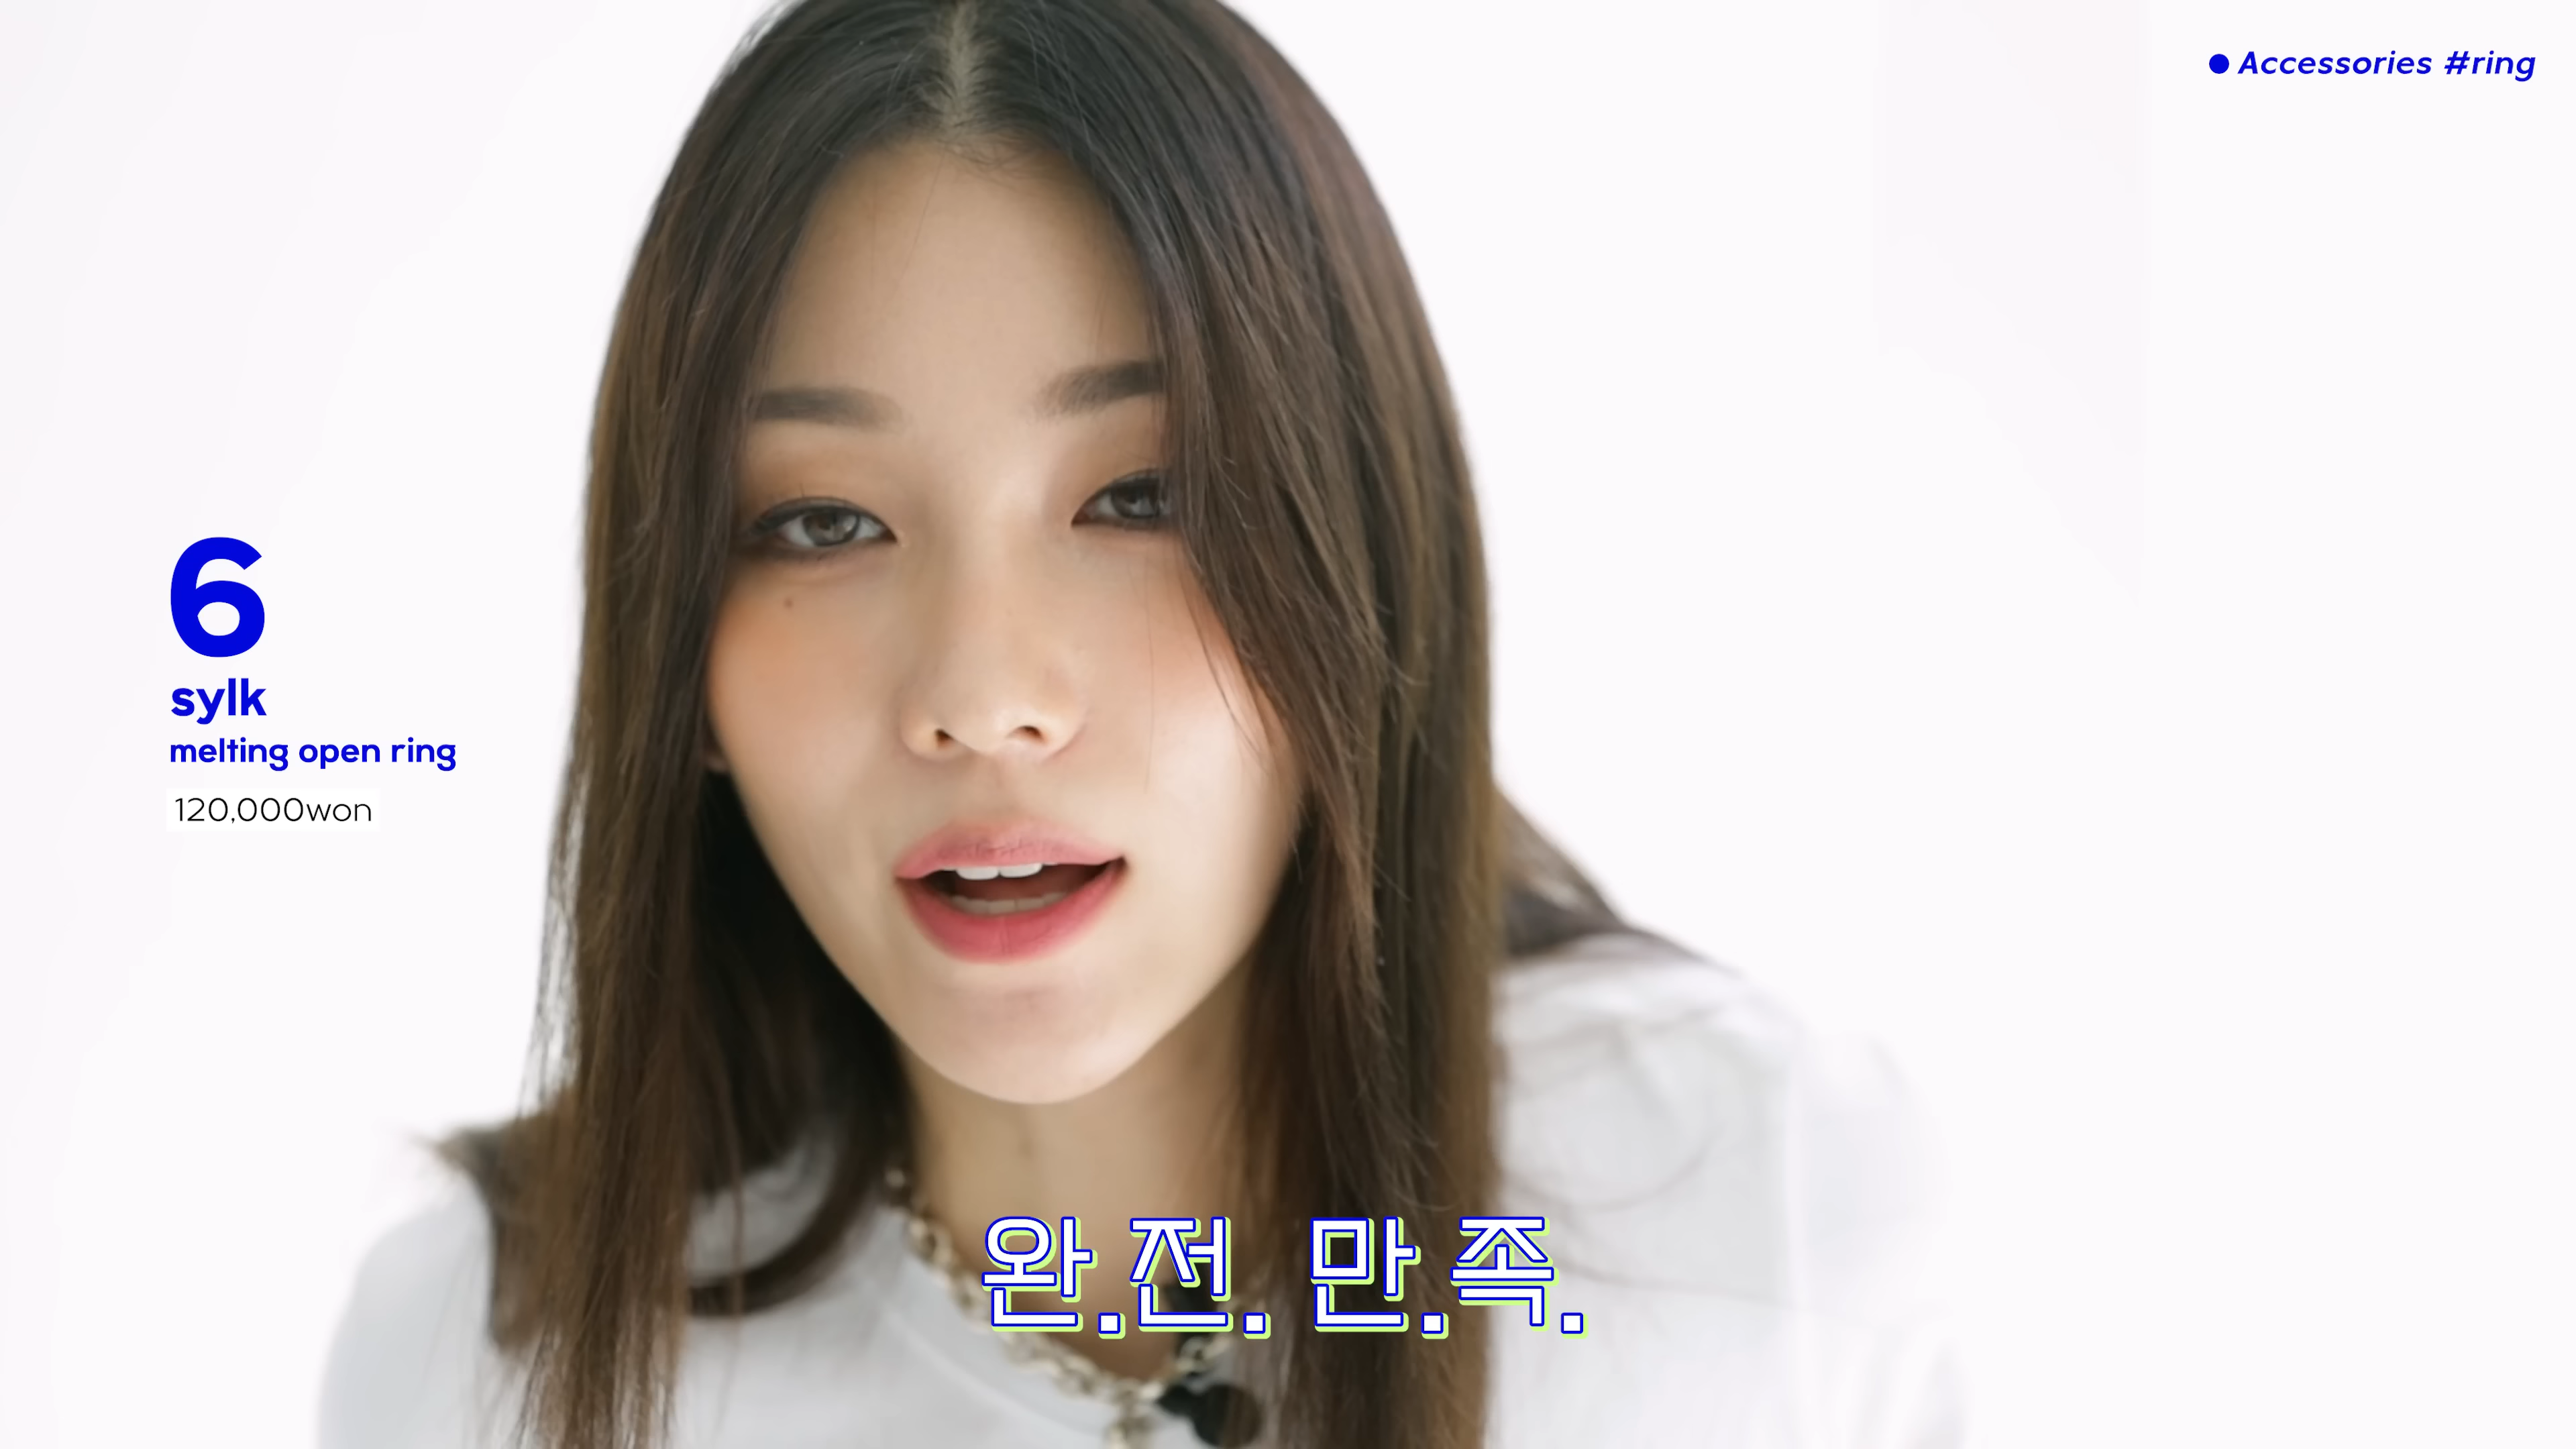 Accessories #ring
6
sylk
melting open ring
120,000won
완.전. 만.족.